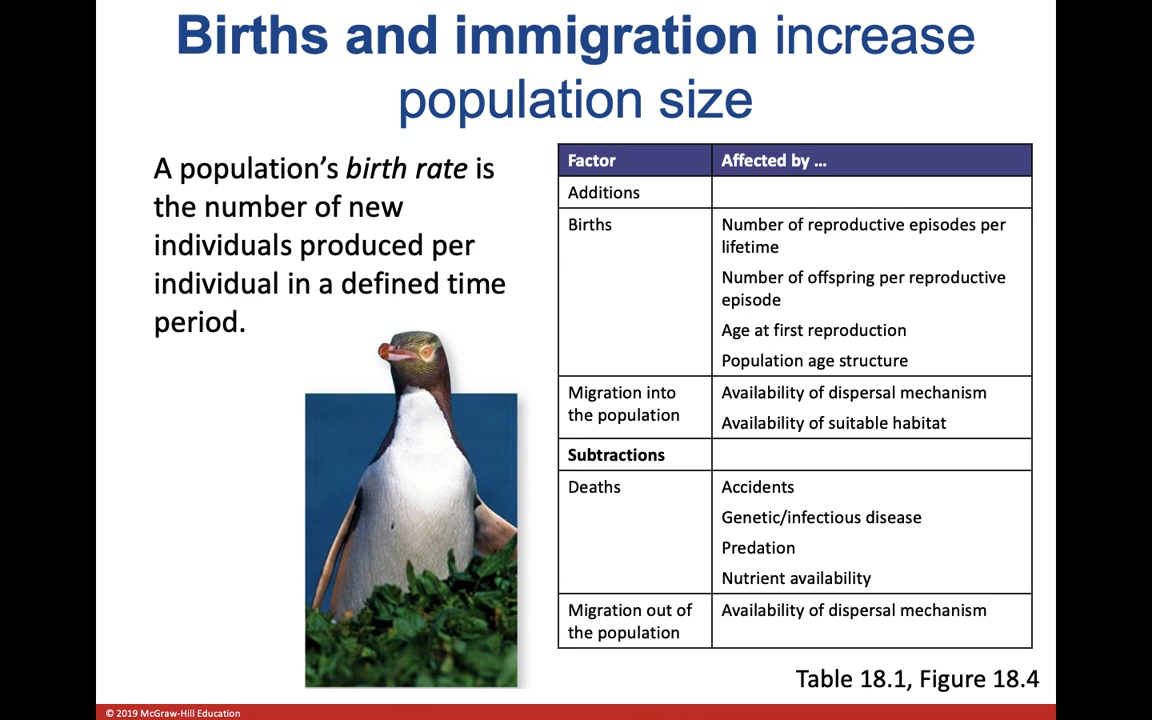 Births and immigration increase
population size
A population’s birth rate is
the number of new
individuals produced per
individual in a defined time
period.
Factor
Affected by …
Additions
Births
Number of reproductive episodes per
lifetime
Number of offspring per reproductive
episode
Age at first reproduction
Population age structure
Migration into
the population
Availability of dispersal mechanism
Availability of suitable habitat
Subtractions
Deaths
Accidents
Genetic/infectious disease
Predation
Nutrient availability
Migration out of
the population
Availability of dispersal mechanism
Table 18.1, Figure 18.4
© 2019 McGraw-Hill Education